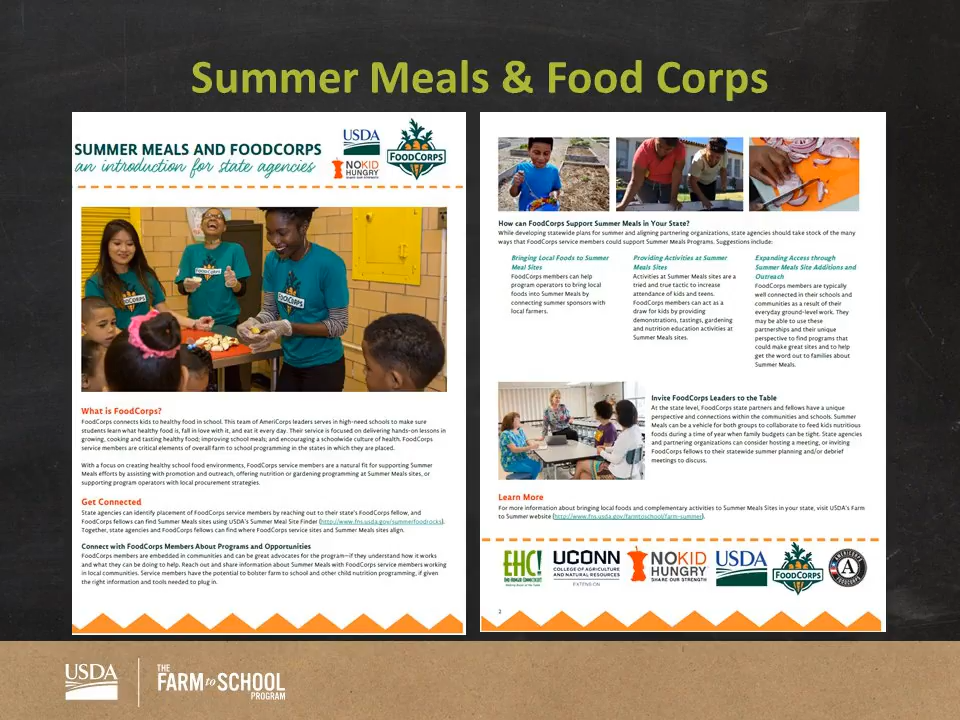 Summer Meals & Food Corps
SUMMER MEALS AND FOODCORPS
an introduction for state agencies
USDA
NOKID
HUNGRY
SHARE OUR STRENGTH
FOODCORPS
FOODCORPS
FOODCORPS
FOODCORPS
What is FoodCorps?
FoodCorps connects kids to healthy food in school. This team of AmeriCorps leaders serves in high-need schools to make sure
students learn what healthy food is, fall in love with it, and eat it every day. Their service is focused on delivering hands-on lessons in
growing, cooking and tasting healthy food; improving school meals; and encouraging a schoolwide culture of health. FoodCorps
service members are critical elements of overall farm to school programming in the states in which they are placed.
With a focus on creating healthy school food environments, FoodCorps service members are a natural fit for supporting Summer
Meals efforts by assisting with promotion and outreach, offering nutrition or gardening programming at Summer Meals sites, or
supporting program operators with local procurement strategies.
Get Connected
State agencies can identify placement of FoodCorps service members by reaching out to their state's FoodCorps fellow, and
FoodCorps fellows can find Summer Meals sites using USDA's Summer Meal Site Finder (http://www.fns.usda.gov/summerfoodrocks).
Together, state agencies and FoodCorps fellows can find where FoodCorps service sites and Summer Meals sites align.
Connect with FoodCorps Members About Programs and Opportunities
FoodCorps members are embedded in communities and can be great advocates for the program—if they understand how it works
and what they can be doing to help. Reach out and share information about Summer Meals with FoodCorps service members working
in local communities. Service members have the potential to bolster farm to school and other child nutrition programming, if given
the right information and tools needed to plug in.
How can FoodCorps Support Summer Meals in Your State?
While developing statewide plans for summer and aligning partnering organizations, state agencies should take stock of the many
ways that FoodCorps service members could support Summer Meals Programs. Suggestions include:
Bringing Local Foods to Summer
Meal Sites
FoodCorps members can help
program operators to bring local
foods into Summer Meals by
connecting summer sponsors with
local farmers.
Providing Activities at Summer
Meals Sites
Activities at Summer Meals sites are a
tried and true tactic to increase
attendance of kids and teens.
FoodCorps members can act as a
draw for kids by providing
demonstrations, tastings, gardening
and nutrition education activities at
Summer Meals sites.
Expanding Access through
Summer Meals Site Additions and
Outreach
FoodCorps members are typically
well connected in their schools and
communities as a result of their
everyday ground-level work. They
may be able to use these
partnerships and their unique
perspective to find programs that
could make great sites and to help
get the word out to families about
Summer Meals.
Invite FoodCorps Leaders to the Table
At the state level, FoodCorps state partners and fellows have a unique
perspective and connections within the communities and schools. Summer
Meals can be a vehicle for both groups to collaborate to feed kids nutritious
foods during a time of year when family budgets can be tight. State agencies
and partnering organizations can consider hosting a meeting, or inviting
FoodCorps fellows to their statewide summer planning and/or debrief
meetings to discuss.
Learn More
For more information about bringing local foods and complementary activities to Summer Meals Sites in your state, visit USDA's Farm
to Summer website (http://www.fns.usda.gov/farmtoschool/farm-summer).
EHC!
END HUNGER CONNECTICUT!
UCONN
COLLEGE OF AGRICULTURE
AND NATURAL RESOURCES
EXTENSION
NOKID
HUNGRY
SHARE OUR STRENGTH
USDA
FOODCORPS
AMERICORPS
A
FOODCORPS
2
USDA
THE
FARM to SCHOOL
PROGRAM